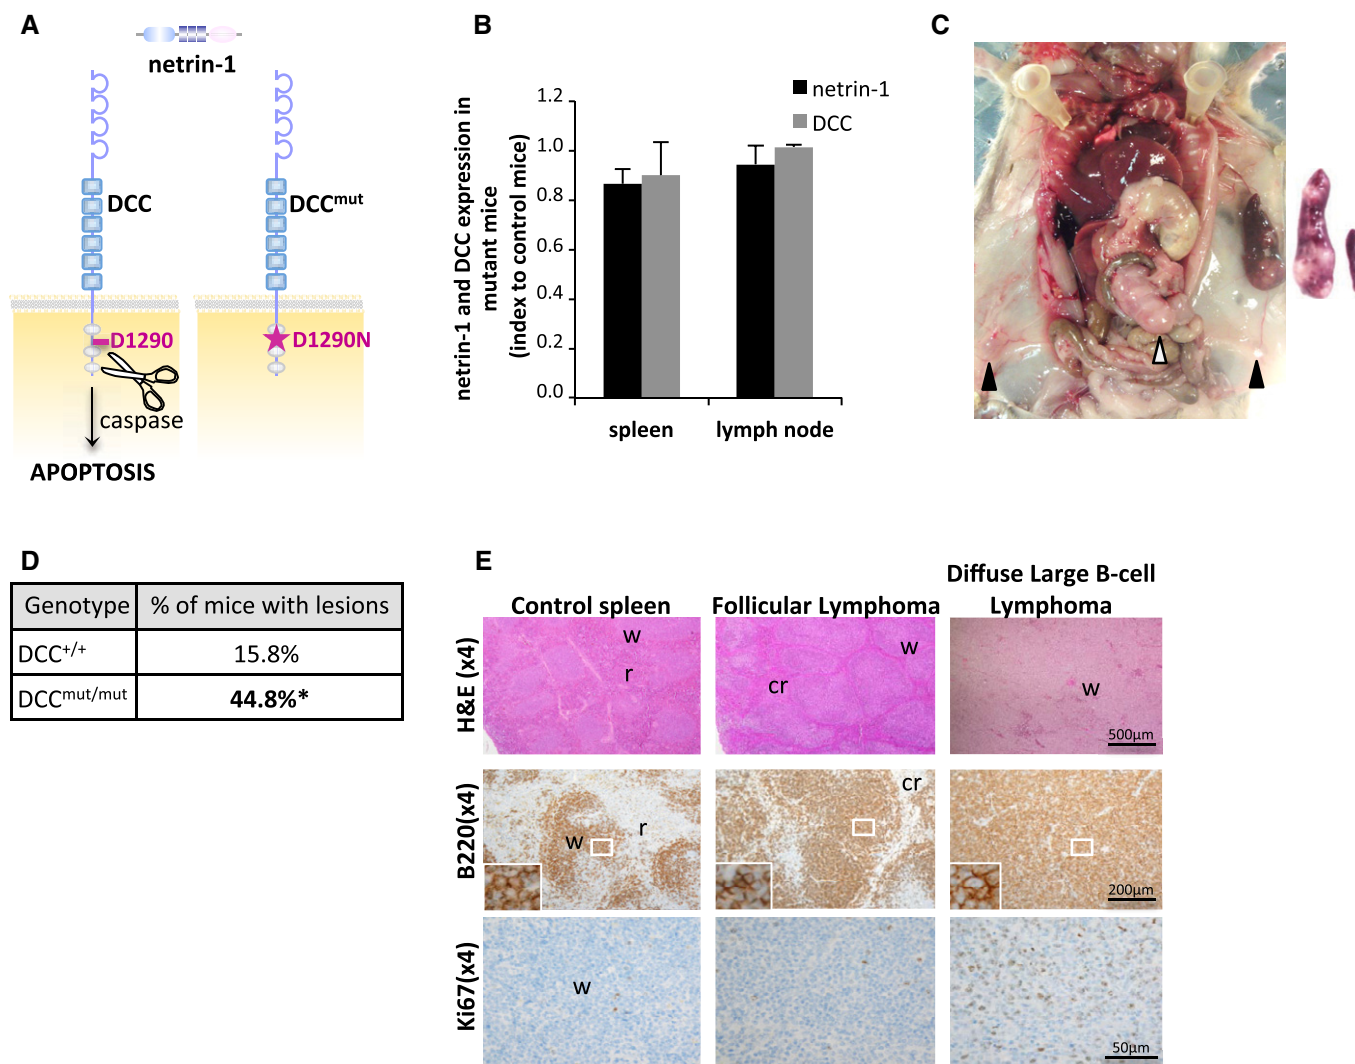 A
netrin-1
DCC
DCCmut
D1290
D1290N
caspase
APOPTOSIS
B
netrin-1
DCC
netrin-1 and DCC expression in
mutant mice
(index to control mice)
1.2
1.0
0.8
0.6
0.4
0.2
0.0
spleen
lymph node
C
D
Genotype % of mice with lesions
DCC+/+ 15.8%
DCCmut/mut 44.8%*
E
Control spleen
Follicular Lymphoma
Diffuse Large B-cell
Lymphoma
H&E (x4)
w
r
w
cr
w
500µm
B220(x4)
w
r
cr
200µm
Ki67(x4)
w
50µm